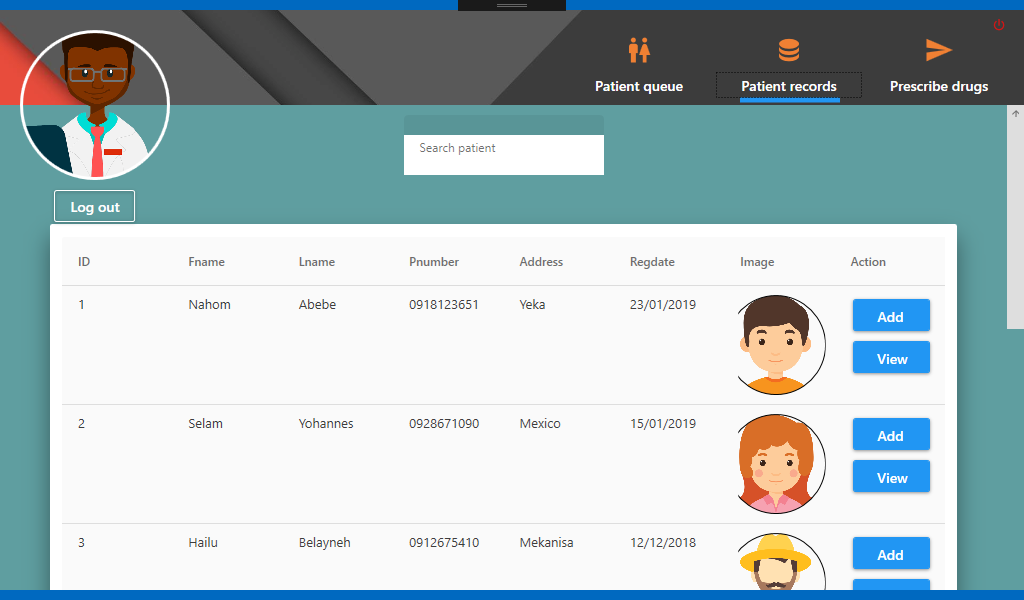 Patient queue Patient records Prescribe drugs
Search patient
Log out
ID Fname Lname Pnumber Address Regdate Image Action
1 Nahom Abebe 0918123651 Yeka 23/01/2019 Add
View
2 Selam Yohannes 0928671090 Mexico 15/01/2019 Add
View
3 Hailu Belayneh 0912675410 Mekanisa 12/12/2018 Add